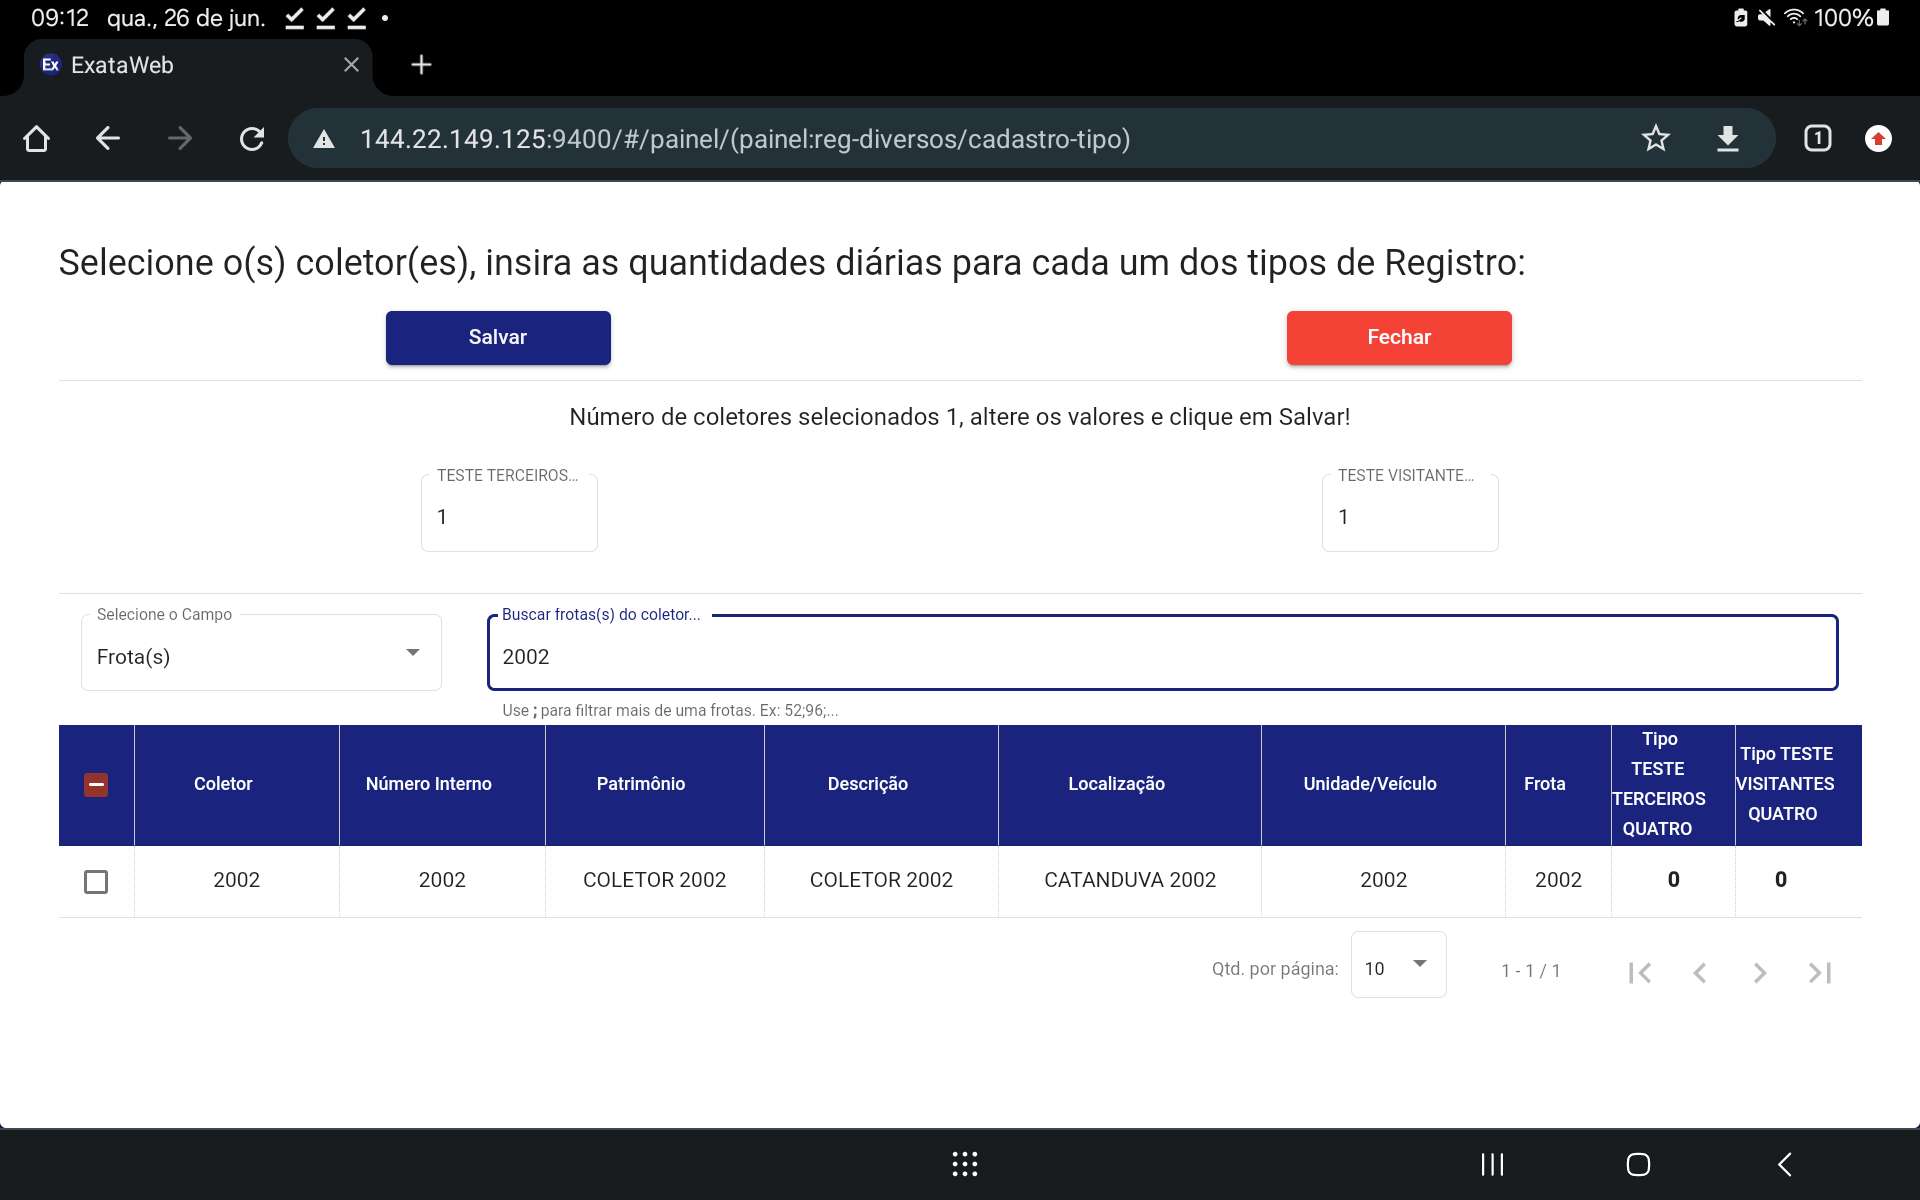 09:12 qua., 26 de jun.
100%
Ex ExataWeb
144.22.149.125:9400/#/painel/(painel:reg-diversos/cadastro-tipo)
1
Selecione o(s) coletor(es), insira as quantidades diárias para cada um dos tipos de Registro:
Salvar
Fechar
Número de coletores selecionados 1, altere os valores e clique em Salvar!
TESTE TERCEIROS...
1
TESTE VISITANTE...
1
Selecione o Campo
Frota(s)
Buscar frotas(s) do coletor...
2002
Use ; para filtrar mais de uma frotas. Ex: 52;96;...
Coletor
Número Interno
Patrimônio
Descrição
Localização
Unidade/Veículo
Frota
Tipo
TESTE
TERCEIROS
QUATRO
Tipo TESTE
VISITANTES
QUATRO
2002
2002
COLETOR 2002
COLETOR 2002
CATANDUVA 2002
2002
2002
0
0
Qtd. por página:
10
1 - 1 / 1